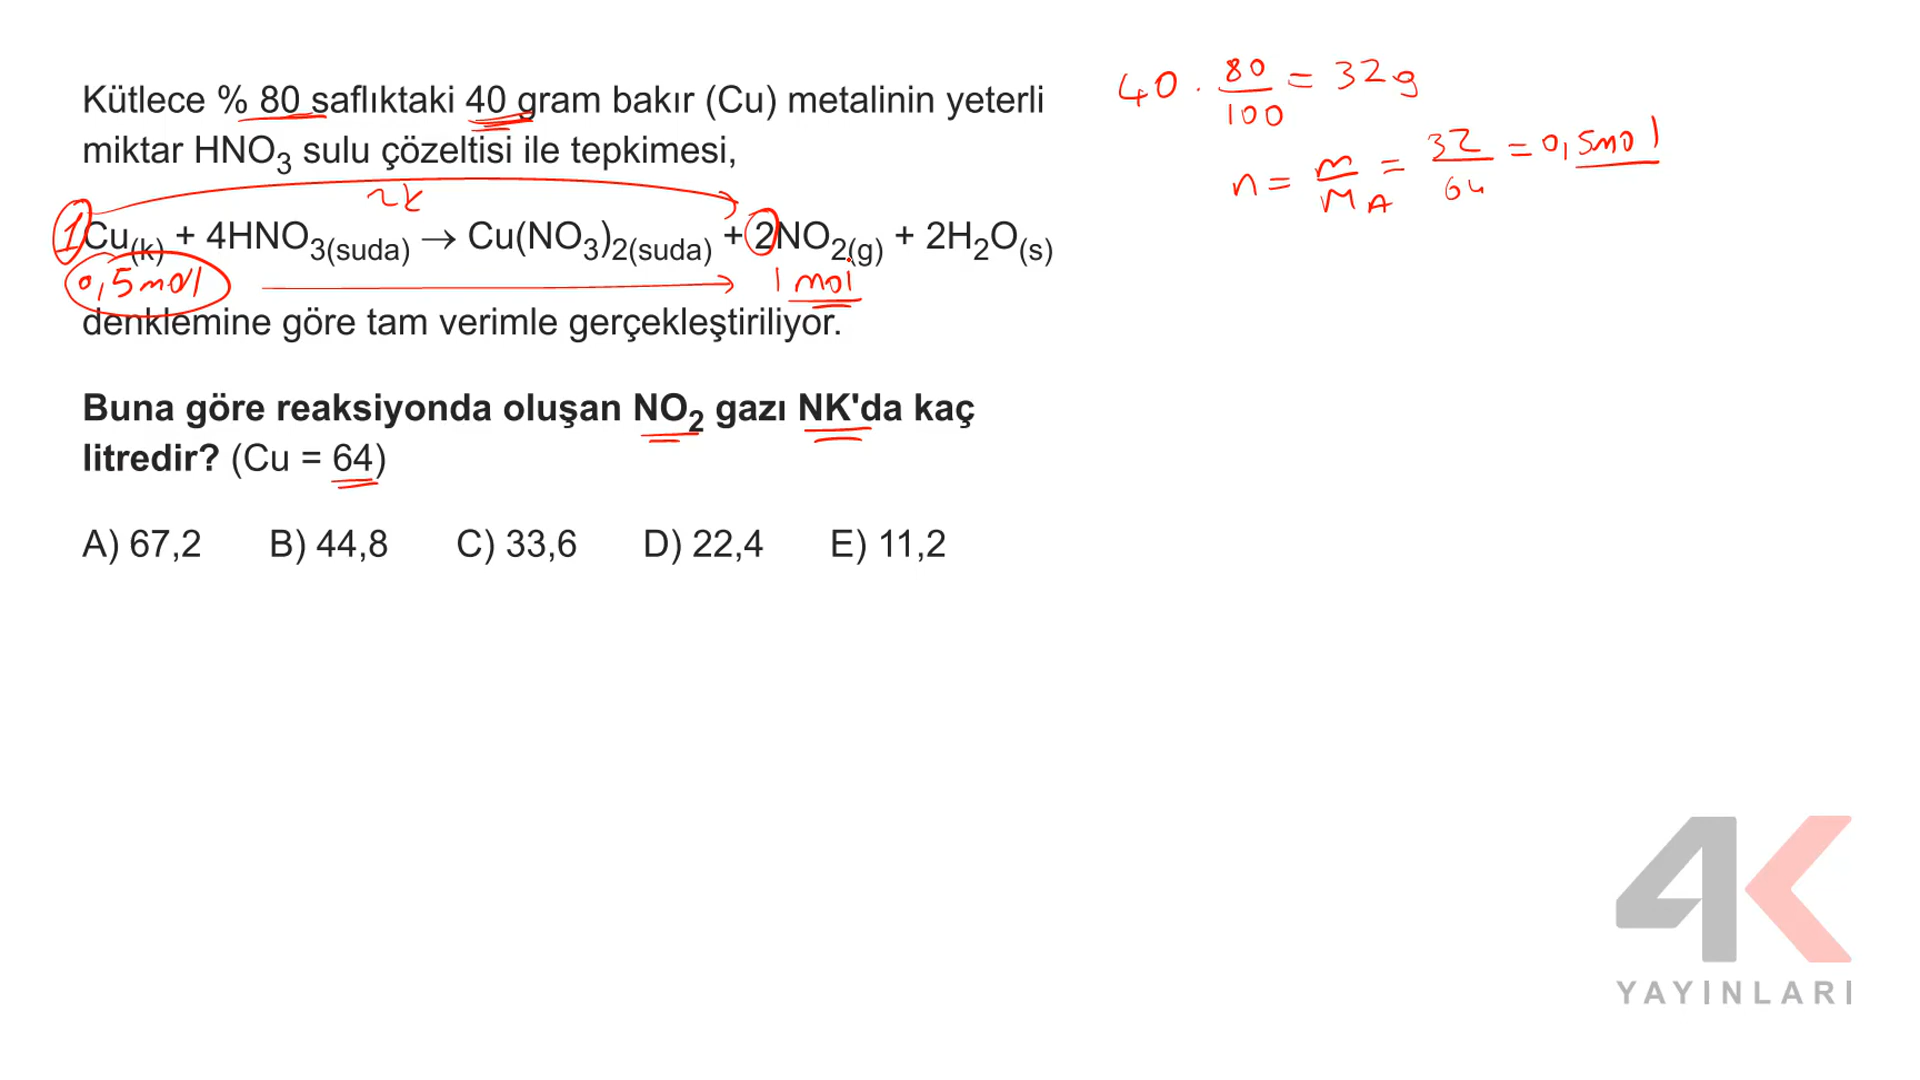 Kütlece % 80 saflıktaki 40 gram bakır (Cu) metalinin yeterli
miktar HNO₃ sulu çözeltisi ile tepkimesi,
2k
1Cu(k) + 4HNO₃(suda) → Cu(NO₃)₂(suda) + 2NO₂(g) + 2H₂O(s)
0,5mol 1 mol
denklemine göre tam verimle gerçekleştiriliyor.
Buna göre reaksiyonda oluşan NO₂ gazı NK'da kaç
litredir? (Cu = 64)
A) 67,2 B) 44,8 C) 33,6 D) 22,4 E) 11,2
40 . 80/100 = 32g
n = m/MA = 32/64 = 0,5mol
4K
YAYINLARI